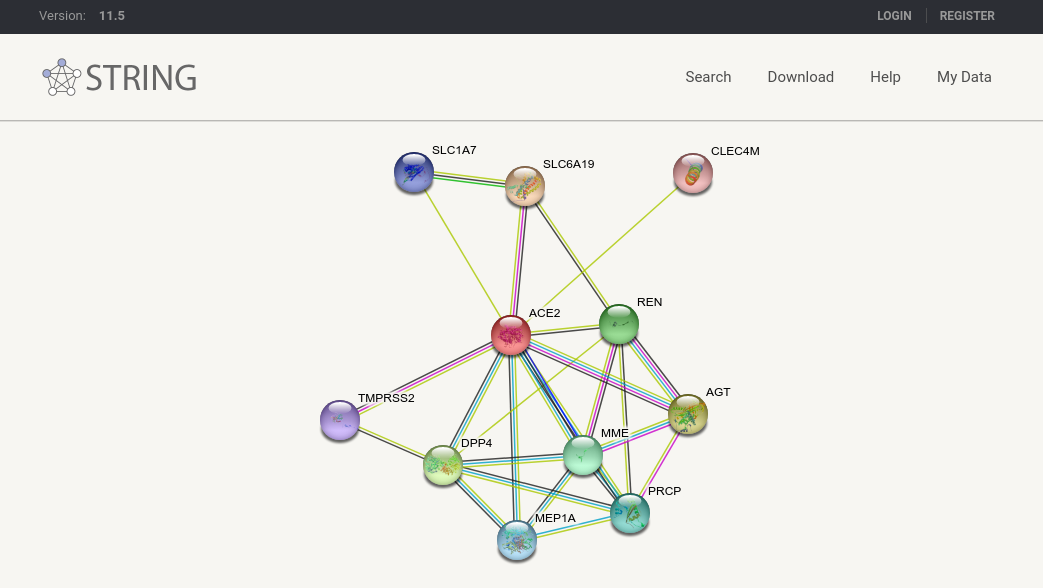 Version: 11.5
LOGIN
REGISTER
STRING
Search
Download
Help
My Data
SLC1A7
CLEC4M
SLC6A19
REN
ACE2
AGT
TMPRSS2
MME
DPP4
PRCP
MEP1A